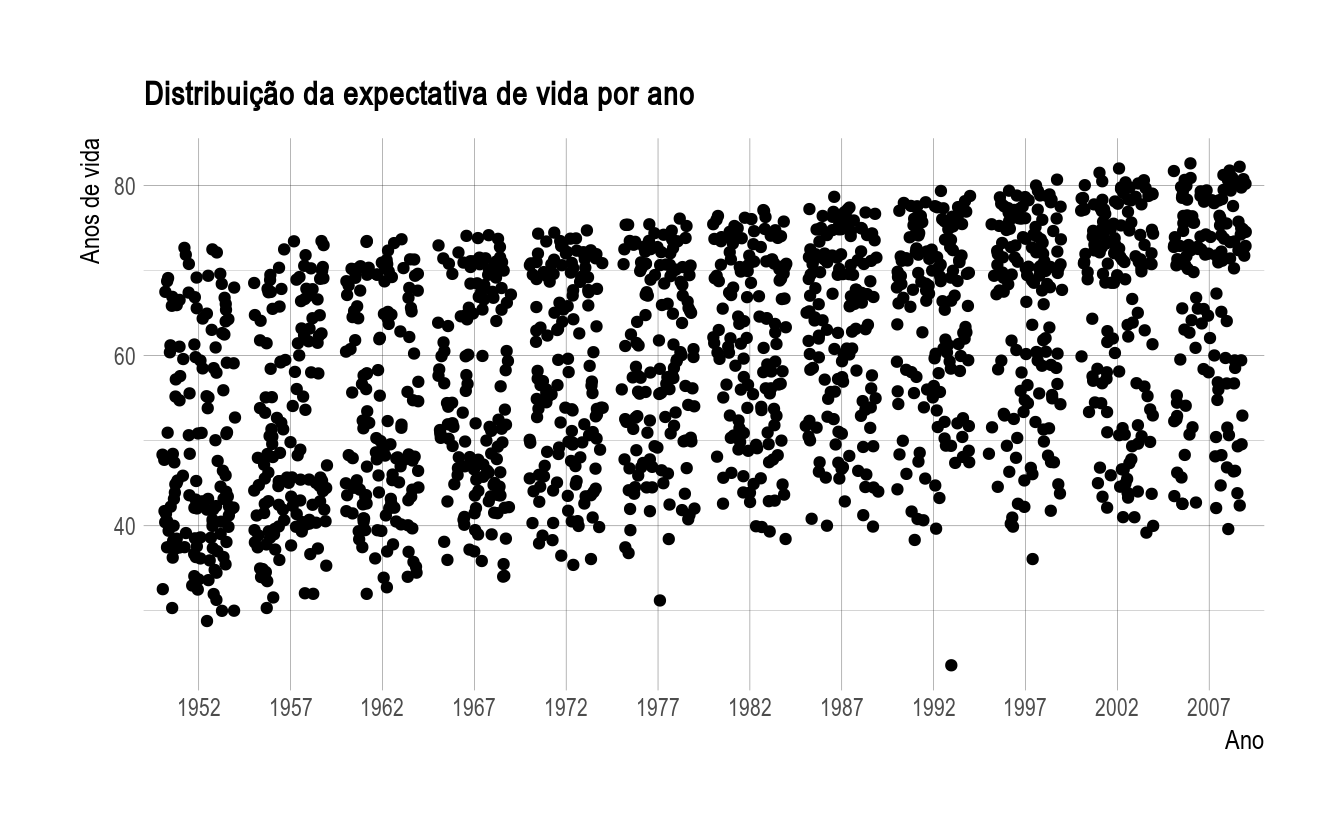 Distribuição da expectativa de vida por ano
Anos de vida
80
60
40
1952 1957 1962 1967 1972 1977 1982 1987 1992 1997 2002 2007
Ano